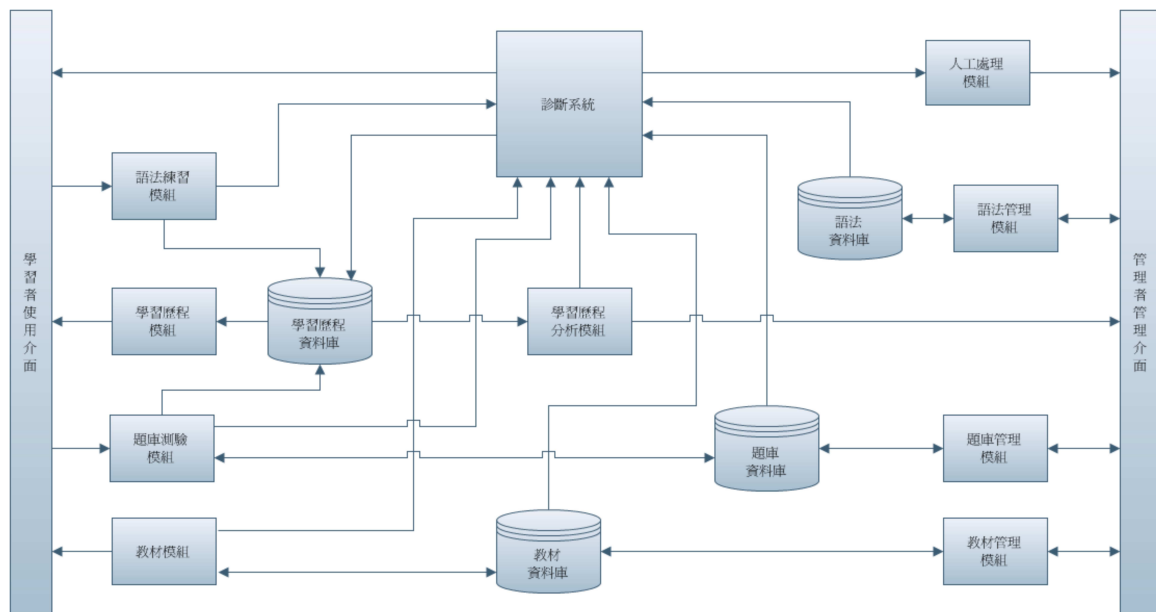 學習者使用介面
診斷系統
人工處理
模組
管理者管理介面
語法練習
模組
語法
資料庫
語法管理
模組
學習歷程
模組
學習歷程
資料庫
學習歷程
分析模組
題庫測驗
模組
題庫
資料庫
題庫管理
模組
教材模組
教材
資料庫
教材管理
模組